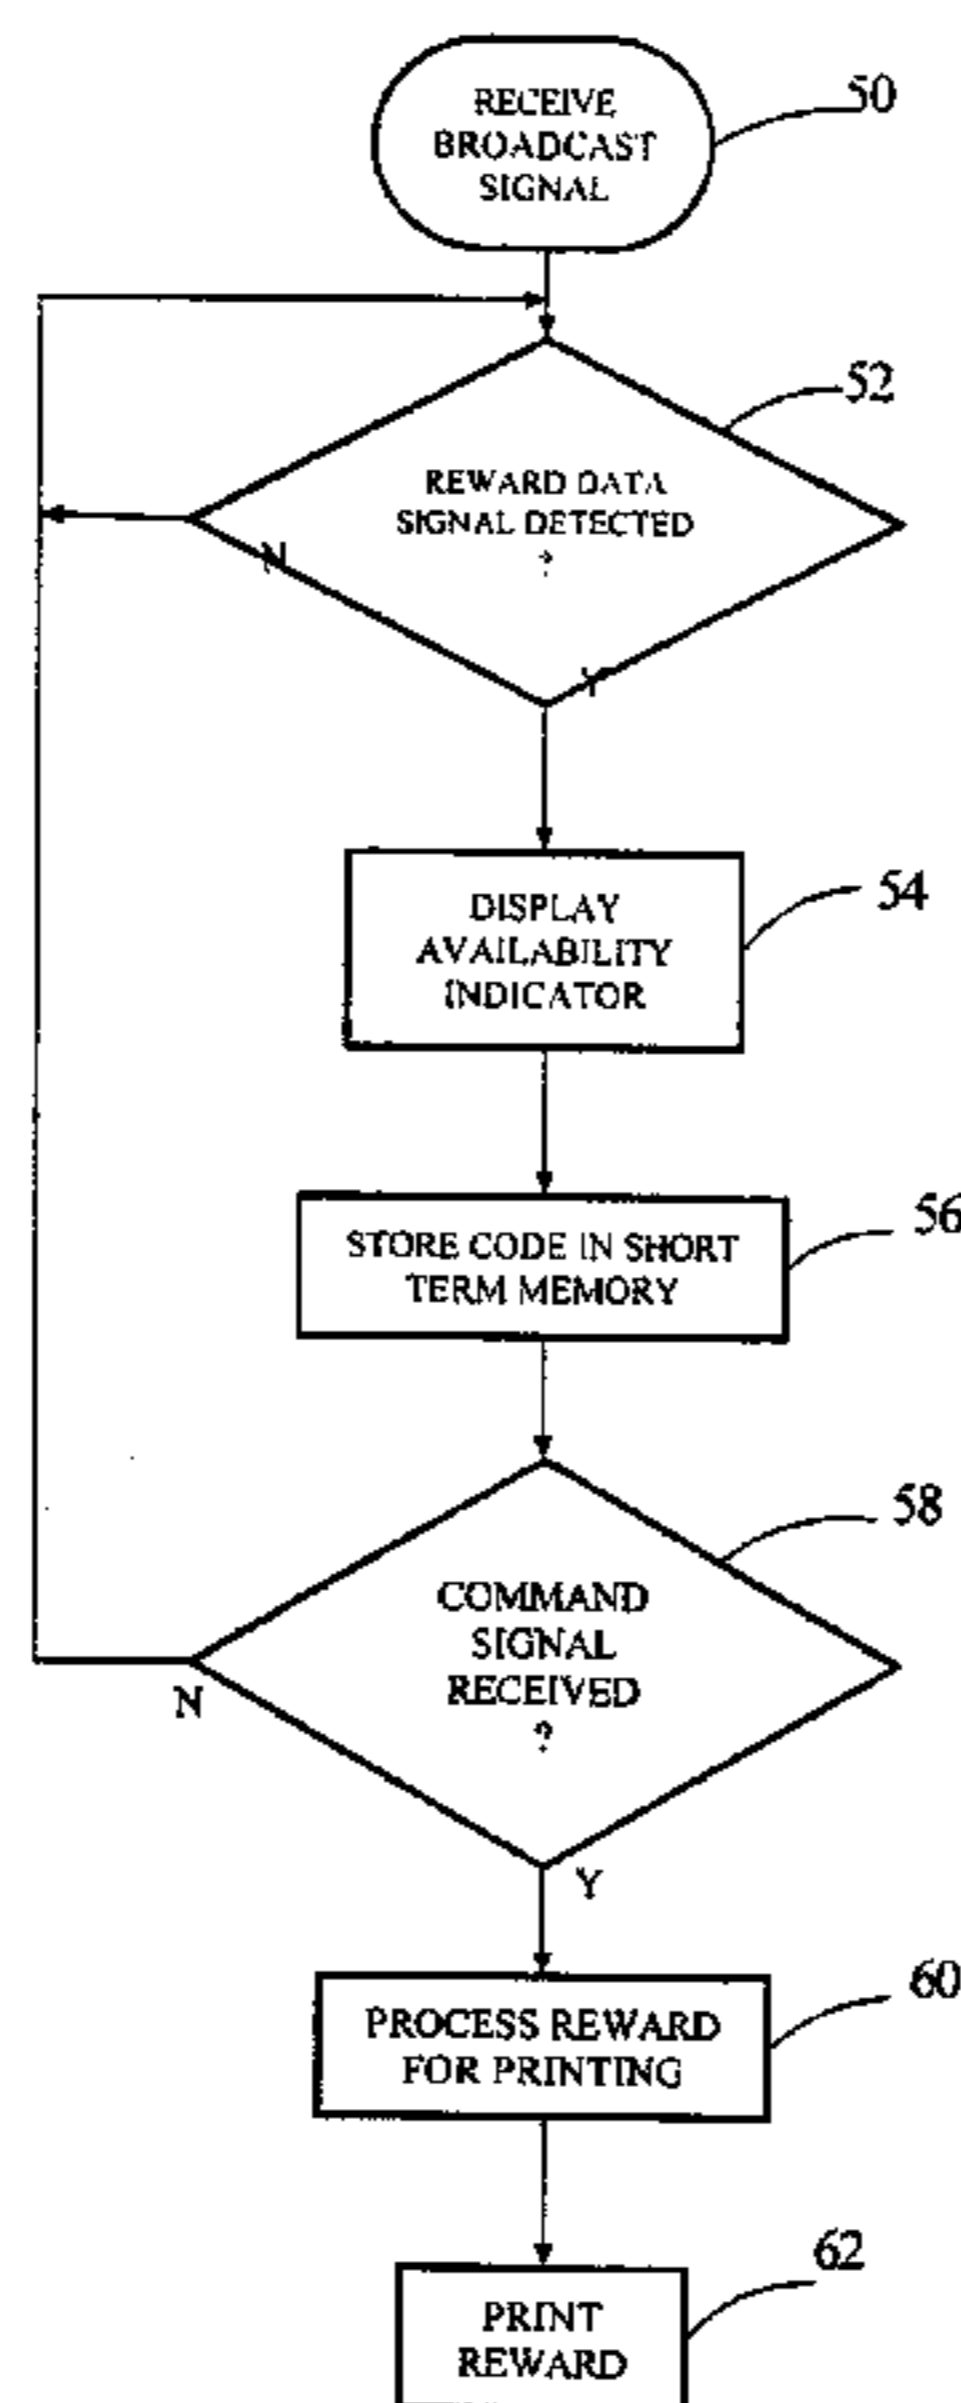 RECEIVE
BROADCAST
SIGNAL
50
REWARD DATA
SIGNAL DETECTED
?
52
N
Y
DISPLAY
AVAILABILITY
INDICATOR
54
STORE CODE IN SHORT
TERM MEMORY
56
COMMAND
SIGNAL
RECEIVED
?
58
N
Y
PROCESS REWARD
FOR PRINTING
60
PRINT
REWARD
62